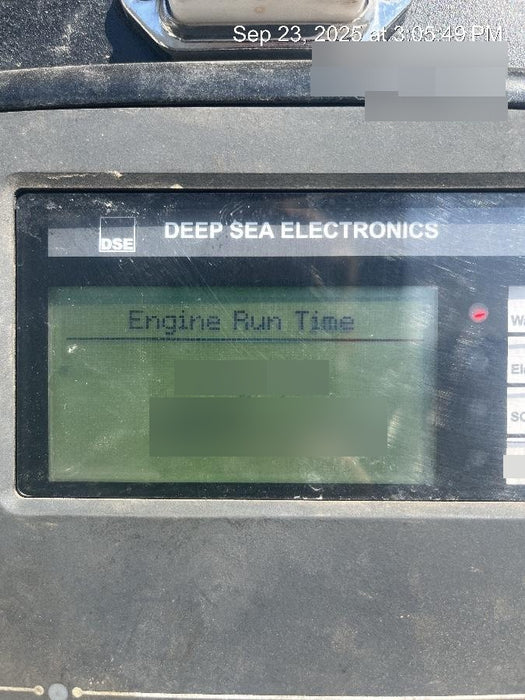 Sep 23, 2025 at 3:05:49 PM
DSE
DEEP SEA ELECTRONICS
Engine Run Time